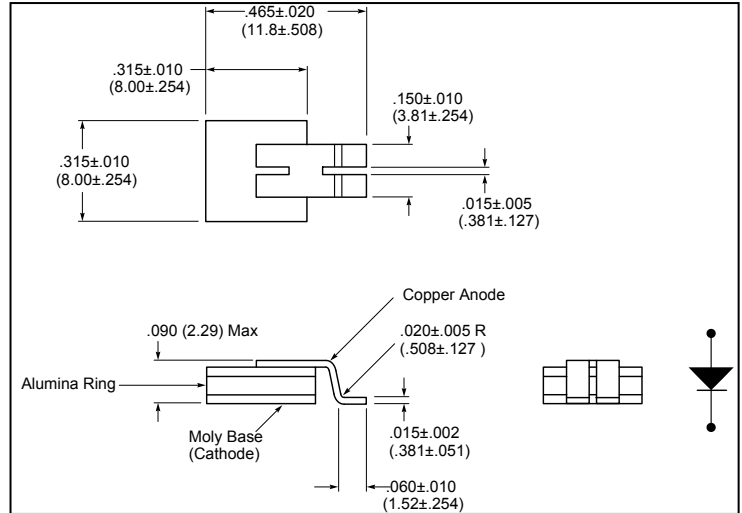 .465±.020
(11.8±.508)
.315±.010
(8.00±.254)
.150±.010
(3.81±.254)
.315±.010
(8.00±.254)
.015±.005
(.381±.127)
Copper Anode
.090 (2.29) Max
.020±.005 R
(.508±.127 )
Alumina Ring
Moly Base
(Cathode)
.015±.002
(.381±.051)
.060±.010
(1.52±.254)